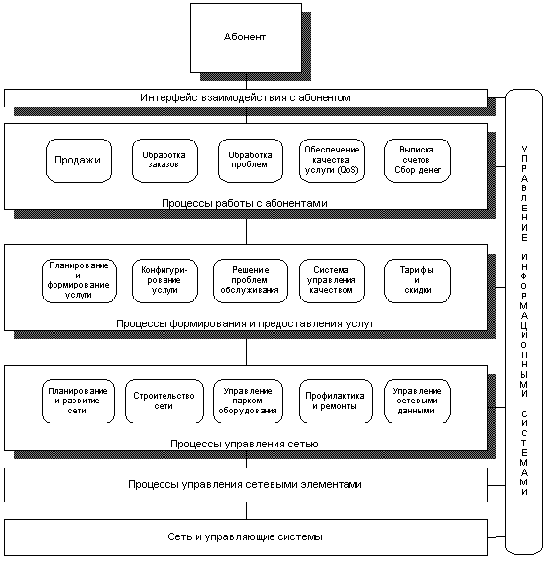 Абонент
Интерфейс взаимодействия с абонентом
Продажи
Обработка
заказов
Обработка
проблем
Обеспечение
качества
услуги (QoS)
Выписка
счетов
Сбор денег
Процессы работы с абонентами
Планирование
и
формирование
услуги
Конфигури-
рование
услуги
Решение
проблем
обслуживания
Система
управления
качеством
Тарифы
и
скидки
Процессы формирования и предоставления услуг
Планирование
и развитие
сети
Строительство
сети
Управление
парком
оборудования
Профилактика
и ремонты
Управление
сетевыми
данными
Процессы управления сетью
Процессы управления сетевыми элементами
Сеть и управляющие системы
УПРАВЛЕНИЕ ИНФОРМАЦИОННЫМИ СИСТЕМАМИ